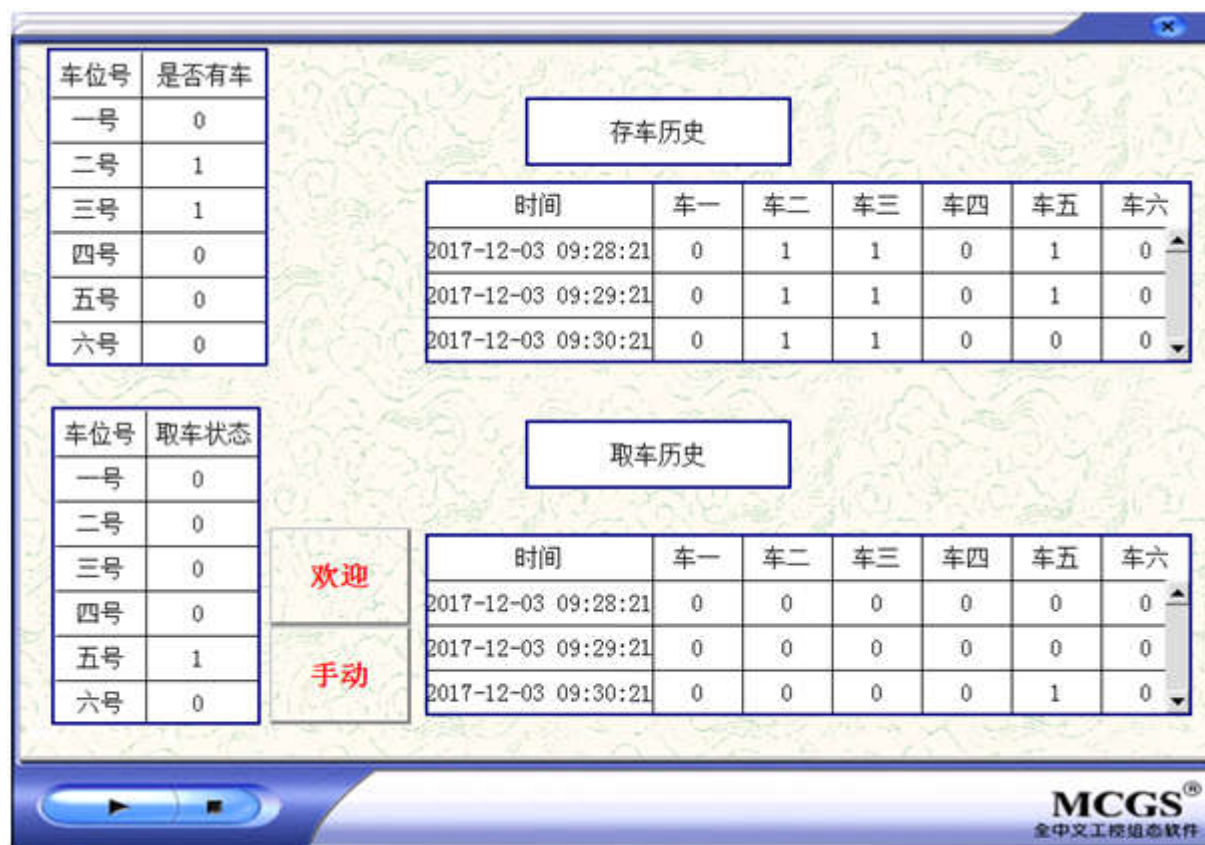 车位号 是否有车
一号 0
二号 1
三号 1
四号 0
五号 0
六号 0
存车历史
时间 车一 车二 车三 车四 车五 车六
2017-12-03 09:28:21 0 1 1 0 1 0
2017-12-03 09:29:21 0 1 1 0 1 0
2017-12-03 09:30:21 0 1 1 0 0 0
车位号 取车状态
一号 0
二号 0
三号 0
四号 0
五号 1
六号 0
欢迎
手动
取车历史
时间 车一 车二 车三 车四 车五 车六
2017-12-03 09:28:21 0 0 0 0 0 0
2017-12-03 09:29:21 0 0 0 0 0 0
2017-12-03 09:30:21 0 0 0 0 1 0
MCGS®
全中文工控组态软件